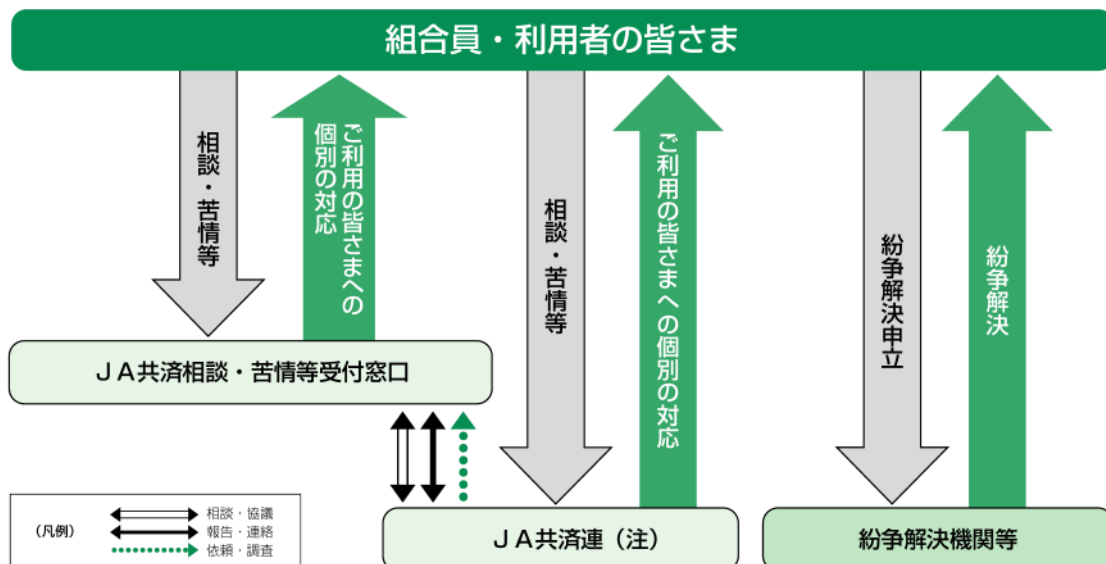 組合員・利用者の皆さま
相談・苦情等
ご利用の皆さまへの
個別の対応
相談・苦情等
ご利用の皆さまへの個別の対応
紛争解決申立
紛争解決
ＪＡ共済相談・苦情等受付窓口
（凡例）
相談・協議
報告・連絡
依頼・調査
ＪＡ共済連（注）
紛争解決機関等